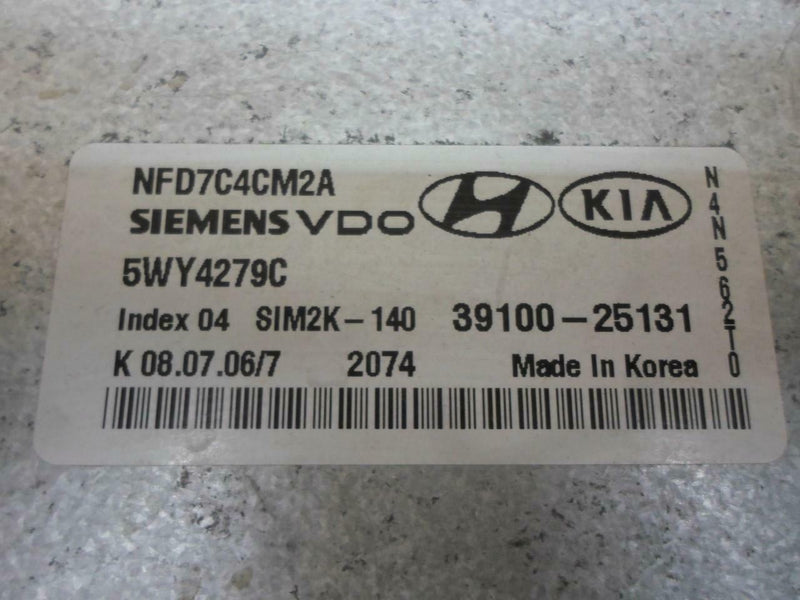 NFD7C4CM2A
SIEMENS VDO H KIA
5WY4279C
Index 04 SIM2K-140 39100-25131
K 08.07.06/7 2074 Made In Korea
N4N562T0